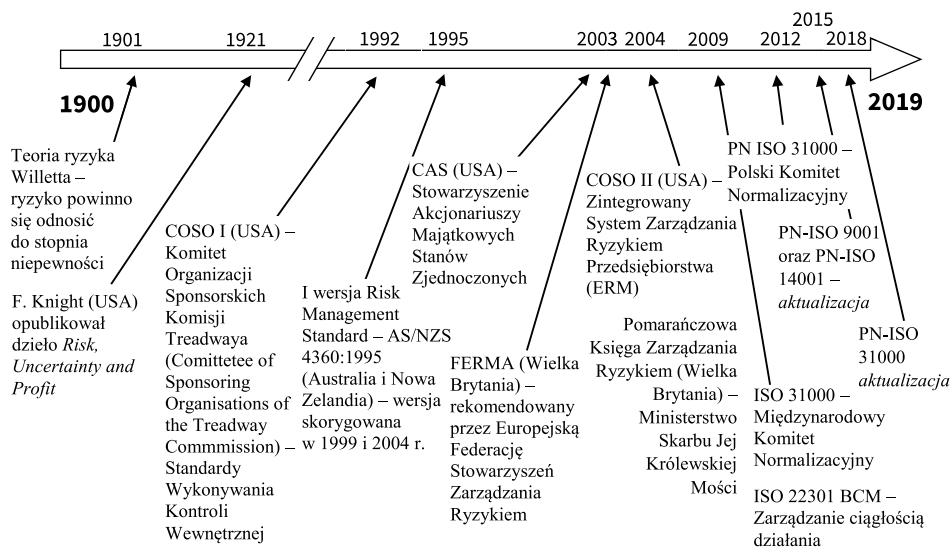 2015
1901 1921 1992 1995 2003 2004 2009 2012 2018
1900
2019
Teoria ryzyka
Willetta –
ryzyko powinno
się odnosić
do stopnia
niepewności
F. Knight (USA)
opublikował
dzieło Risk,
Uncertainty and
Profit
COSO I (USA) –
Komitet
Organizacji
Sponsorskich
Komisji
Treadwaya
(Comittetee of
Sponsoring
Organisations of
the Treadway
Commmission) –
Standardy
Wykonywania
Kontroli
Wewnętrznej
I wersja Risk
Management
Standard – AS/NZS
4360:1995
(Australia i Nowa
Zelandia) – wersja
skorygowana
w 1999 i 2004 r.
CAS (USA) –
Stowarzyszenie
Akcjonariuszy
Majątkowych
Stanów
Zjednoczonych
FERMA (Wielka
Brytania) –
rekomendowany
przez Europejską
Federację
Stowarzyszeń
Zarządzania
Ryzykiem
COSO II (USA) –
Zintegrowany
System Zarządzania
Ryzykiem
Przedsiębiorstwa
(ERM)
Pomarańczowa
Księga Zarządzania
Ryzykiem (Wielka
Brytania) –
Ministerstwo
Skarbu Jej
Królewskiej
Mości
PN ISO 31000 –
Polski Komitet
Normalizacyjny
PN-ISO 9001
oraz PN-ISO
14001 –
aktualizacja
PN-ISO
31000
aktualizacja
ISO 31000 –
Międzynarodowy
Komitet
Normalizacyjny
ISO 22301 BCM –
Zarządzanie ciągłością
działania